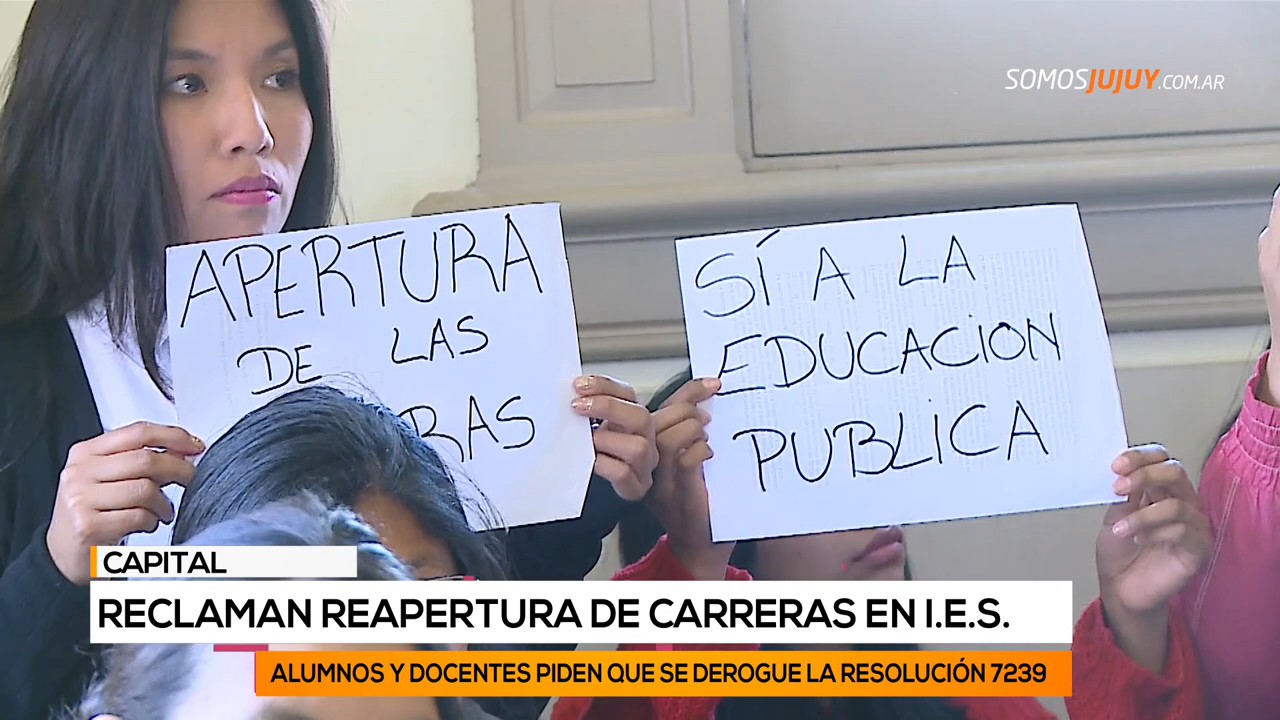 SOMOSJUJUY.COM.AR
APERTURA
DE LAS
SÍ A LA
EDUCACION
PUBLICA
CAPITAL
RECLAMAN REAPERTURA DE CARRERAS EN I.E.S.
ALUMNOS Y DOCENTES PIDEN QUE SE DEROGUE LA RESOLUCIÓN 7239